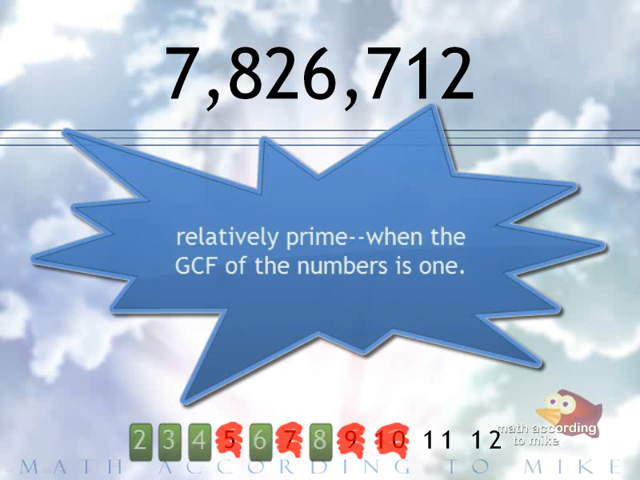 7,826,712
relatively prime--when the
GCF of the numbers is one.
2 3 4 5 6 7 8 9 10 11 12
math according
to mike
MATH ACCORDING TO MIKE